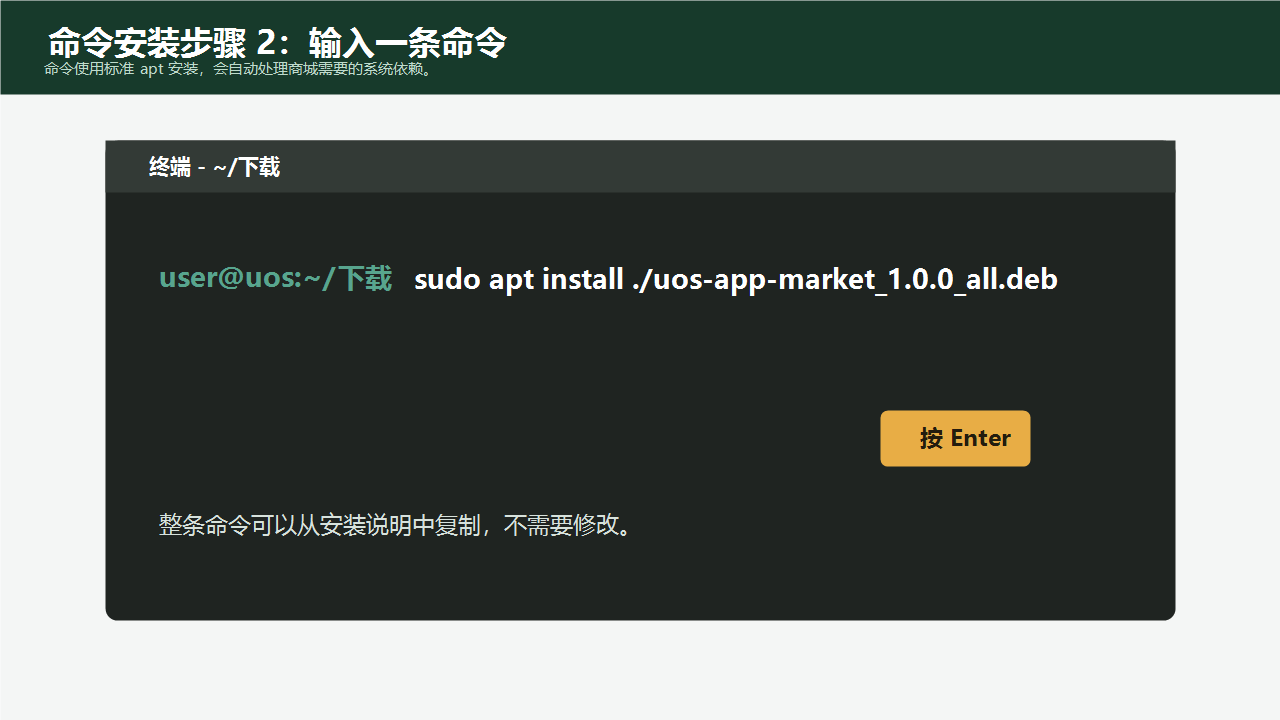 命令安装步骤 2：输入一条命令
命令使用标准 apt 安装，会自动处理商城需要的系统依赖。
终端 - ~/下载
user@uos:~/下载 sudo apt install ./uos-app-market_1.0.0_all.deb
按 Enter
整条命令可以从安装说明中复制，不需要修改。